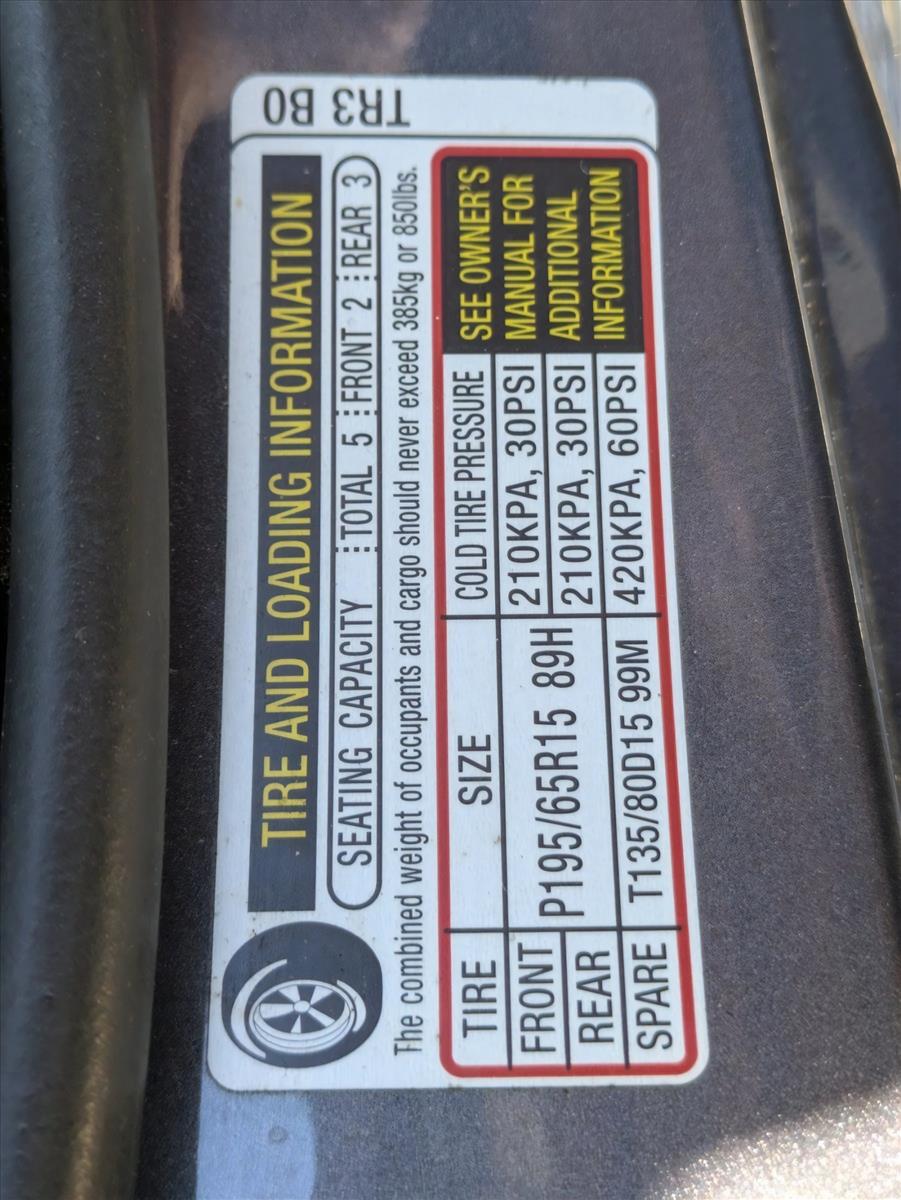 TR3 B0
TIRE AND LOADING INFORMATION
SEATING CAPACITY TOTAL 5 FRONT 2 REAR 3
The combined weight of occupants and cargo should never exceed 385kg or 850lbs.
TIRE SIZE COLD TIRE PRESSURE
FRONT P195/65R15 89H 210KPA, 30PSI
REAR 210KPA, 30PSI
SPARE T135/80D15 99M 420KPA, 60PSI
SEE OWNER'S
MANUAL FOR
ADDITIONAL
INFORMATION